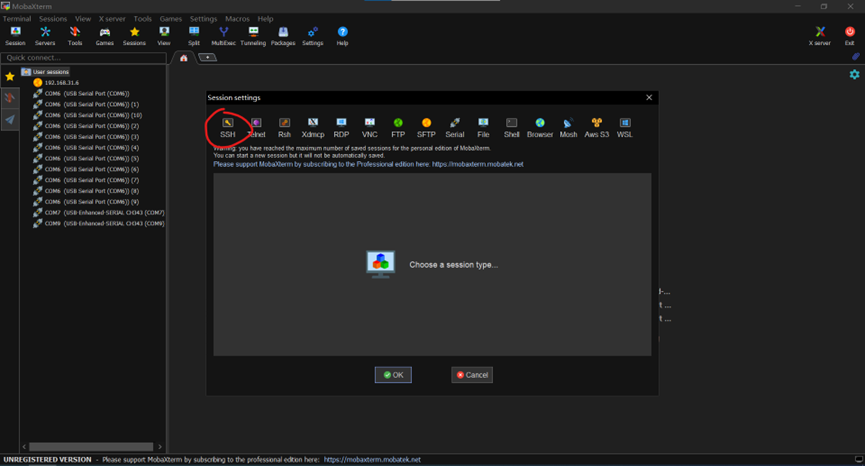 MobaXterm
Terminal Sessions View X server Tools Games Settings Macros Help
Session Servers Tools Games Sessions View Split MultiExec Tunneling Packages Settings Help X server Exit
Quick connect...
User sessions
192.168.31.6
COM6 (USB Serial Port (COM6))
COM6 (USB Serial Port (COM6)) (1)
COM6 (USB Serial Port (COM6)) (10)
COM6 (USB Serial Port (COM6)) (2)
COM6 (USB Serial Port (COM6)) (3)
COM6 (USB Serial Port (COM6)) (4)
COM6 (USB Serial Port (COM6)) (5)
COM6 (USB Serial Port (COM6)) (6)
COM6 (USB Serial Port (COM6)) (7)
COM6 (USB Serial Port (COM6)) (8)
COM6 (USB Serial Port (COM6)) (9)
COM7 (USB-Enhanced-SERIAL CH343 (COM7)
COM9 (USB-Enhanced-SERIAL CH343 (COM9)
Session settings
SSH Telnet Rsh Xdmcp RDP VNC FTP SFTP Serial File Shell Browser Mosh Aws S3 WSL
Warning: you have reached the maximum number of saved sessions for the personal edition of MobaXterm.
You can start a new session but it will not be automatically saved.
Please support MobaXterm by subscribing to the Professional edition here: https://mobaxterm.mobatek.net
Choose a session type...
OK Cancel
UNREGISTERED VERSION - Please support MobaXterm by subscribing to the professional edition here: https://mobaxterm.mobatek.net